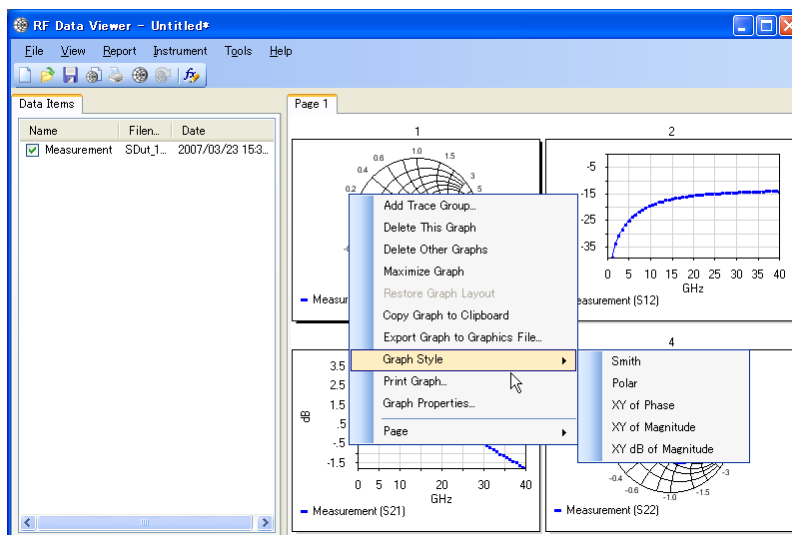 RF Data Viewer - Untitled*
File View Report Instrument Tools Help
Data Items
Name Filen... Date
Measurement SDut_1... 2007/03/23 15:3...
Page 1
1
0.2 0.4 0.6 1.0 1.5 3 5
2
-5
-15
-25
-35
0 5 10 15 20 25 30 35 40
GHz
Measurement (S12)
Add Trace Group...
Delete This Graph
Delete Other Graphs
Maximize Graph
Restore Graph Layout
Copy Graph to Clipboard
Export Graph to Graphics File...
Graph Style
Print Graph...
Graph Properties...
Page
Smith
Polar
XY of Phase
XY of Magnitude
XY dB of Magnitude
dB
3.5
2.5
1.5
.5
-.5
-1.5
0 5 10 20 30 40
GHz
Measurement (S21)
4
-0.4 -0.6 -1.0 -1.5 -3
Measurement (S22)